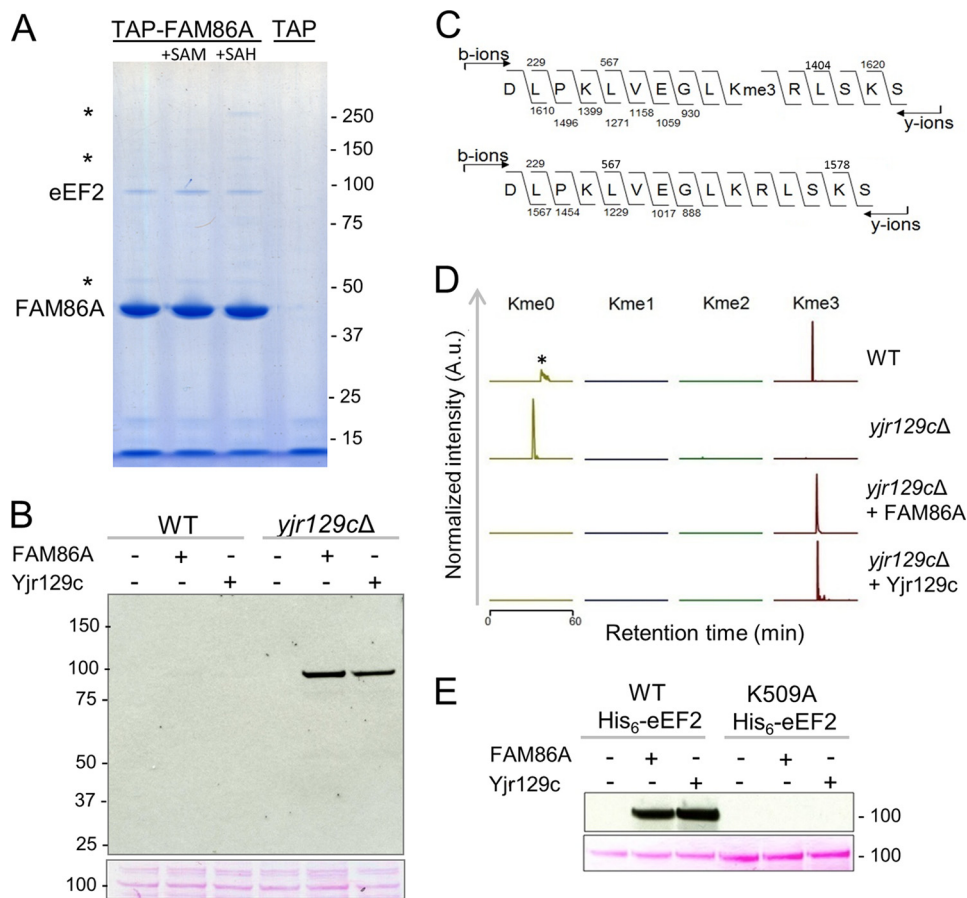 A
TAP-FAM86A TAP
+SAM +SAH
* - 250
* - 150
eEF2 - 100
- 75
* - 50
FAM86A
- 37
- 25
- 15
B
WT yjr129cΔ
FAM86A - + - - + -
Yjr129c - - + - - +
150 -
100 -
75 -
50 -
37 -
25 -
100 -
C
b-ions
229 567 1404 1620
D L P K L V E G L Kme3 R L S K S
1610 1399 1158 930
1496 1271 1059
y-ions
b-ions
229 567 1578
D L P K L V E G L K R L S K S
1567 1454 1229 1017 888
y-ions
D
Kme0 Kme1 Kme2 Kme3
Normalized intensity (A.u.)
* WT
yjr129cΔ
yjr129cΔ
+ FAM86A
yjr129cΔ
+ Yjr129c
0 60
Retention time (min)
E
WT K509A
His6-eEF2 His6-eEF2
FAM86A - + - - + -
Yjr129c - - + - - +
- 100
- 100